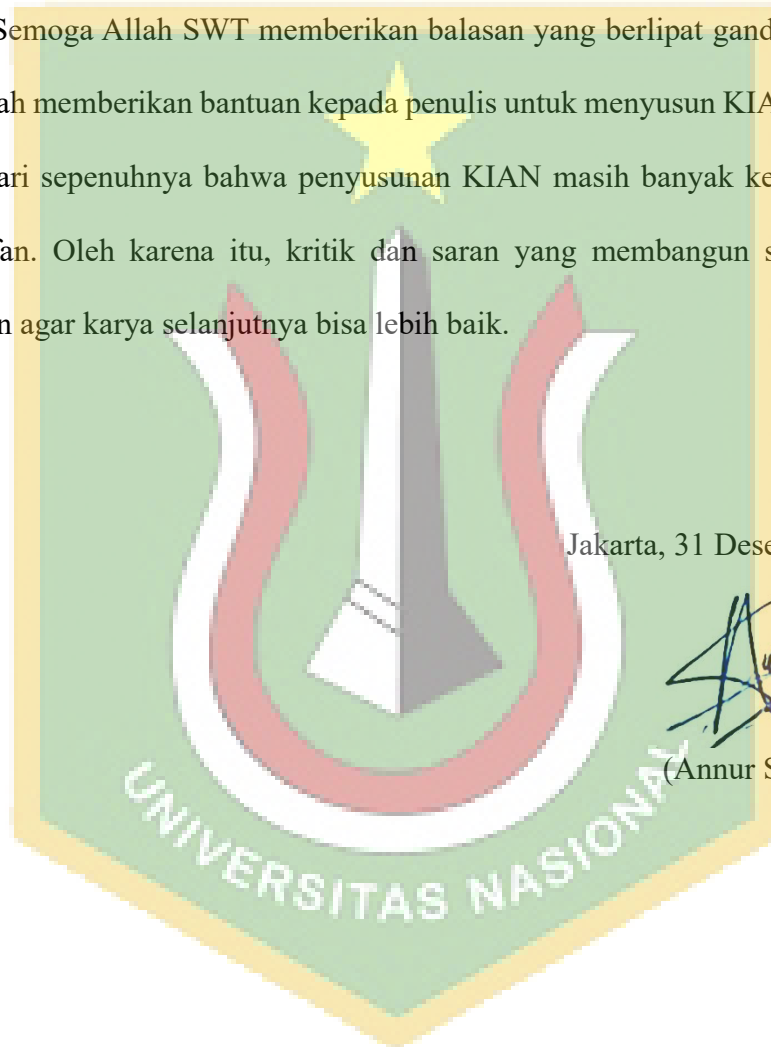 Semoga Allah SWT memberikan balasan yang berlipat gand
ah memberikan bantuan kepada penulis untuk menyusun KIA
ari sepenuhnya bahwa penyusunan KIAN masih banyak ke
fan. Oleh karena itu, kritik dan saran yang membangun s
n agar karya selanjutnya bisa lebih baik.
Jakarta, 31 Dese
(Annur S
UNIVERSITAS NASIONAL